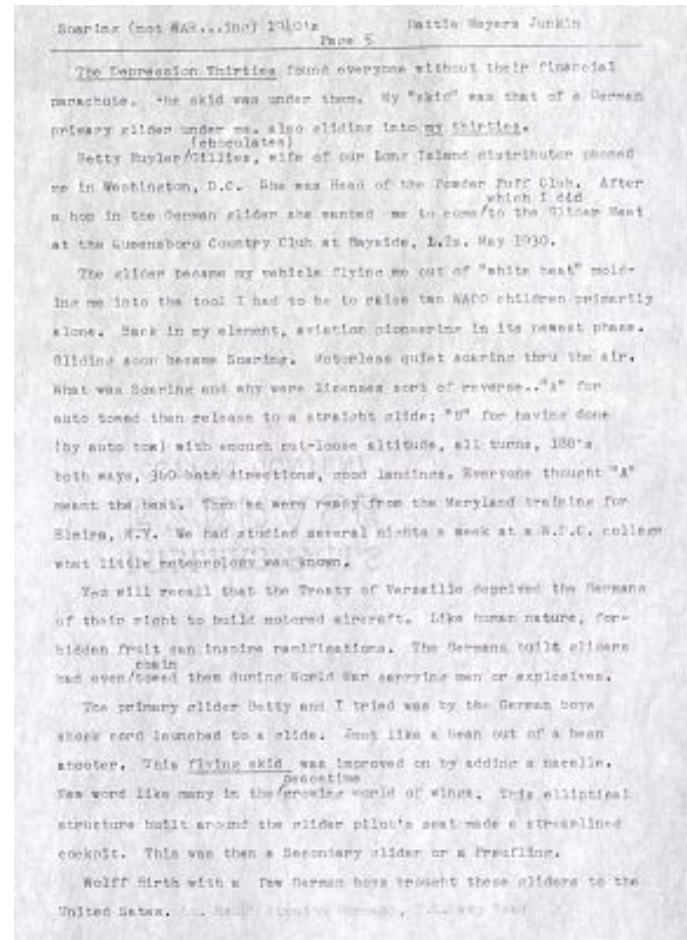 Soaring (not WAR...ing) 1940's Hattie Meyers Junkin
Page 5
The Depression Thirties found everyone without their financial
parachute. The skid was under them. My "skid" was that of a German
primary glider under me, also gliding into my thirties.
(chocolates)
Betty Huyler/Gillies, wife of our Long Island distributor phoned
me in Washington, D.C. She was Head of the Powder Puff Club. After
which I did
a hop in the German glider she wanted me to come/to the Glider Meet
at the Queensboro Country Club at Bayside, L.Is. May 1930.
The glider became my vehicle flying me out of "white heat" mold-
ing me into the tool I had to be to raise two WACO children primarily
alone. Back in my element, aviation pioneering in its newest phase.
Gliding soon became Soaring. Motorless quiet soaring thru the air.
What was Soaring and why were licenses sort of reverse.."A" for
auto towed then release to a straight glide; "B" for having done
(by auto tow) with enough cut-loose altitude, all turns, 180's
both ways, 360 both directions, good landings. Everyone thought "A"
meant the best. Then we were ready from the Maryland training for
Elmira, N.Y. We had studied several nights a week at a W.D.C. college
what little meteorology was known.
You will recall that the Treaty of Versaille deprived the Germans
of their right to build motored aircraft. Like human nature, for-
bidden fruit can inspire ramifications. The Germans built gliders
chain
had even/towed them during World War carrying men or explosives.
The primary glider Betty and I tried was by the German boys
shock cord launched to a glide. Just like a bean out of a bean
shooter. This flying skid was improved on by adding a nacelle.
peacetime
New word like many in the/growing world of wings. This elliptical
structure built around the glider pilot's seat made a streamlined
cockpit. This was then a Secondary glider or a Preufling.
Wolff Hirth with a few German boys brought these gliders to the
United Sates.